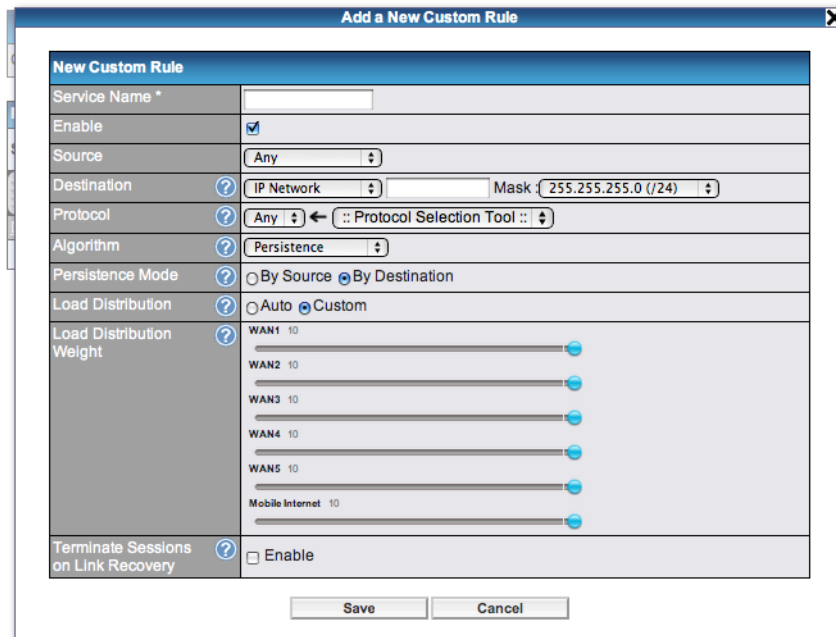 Add a New Custom Rule
New Custom Rule
Service Name *
Enable
Source Any
Destination ? IP Network Mask : 255.255.255.0 (/24)
Protocol ? Any ← :: Protocol Selection Tool ::
Algorithm ? Persistence
Persistence Mode ? By Source By Destination
Load Distribution ? Auto Custom
Load Distribution Weight ?
WAN1 10
WAN2 10
WAN3 10
WAN4 10
WAN5 10
Mobile Internet 10
Terminate Sessions on Link Recovery ? Enable
Save Cancel